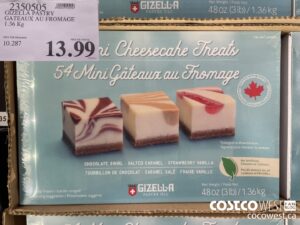 2350505
GIZELLA PASTRY
GATEAUX AU FROMAGE
1.36 Kg
10.287
13.99
Mini Cheesecake Treats
54 Mini Gâteaux au Fromage
CHOCOLATE SWIRL · SALTED CARAMEL · STRAWBERRY VANILLA
TOURBILLON DE CHOCOLAT · CARAMEL SALÉ · FRAISE VANILLE
GIZELLA
48 oz (3 lb) / 1.36 kg
48 oz (3 lb) / 1.36 kg
COSTCO WEST
cocowest.ca
GIZELLA